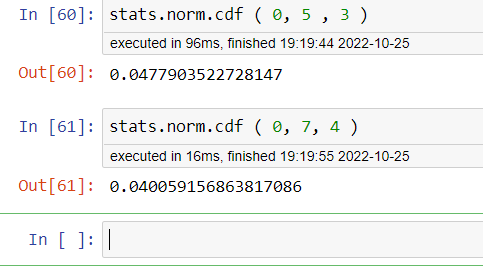 In [60]: stats.norm.cdf ( 0, 5 , 3 )
executed in 96ms, finished 19:19:44 2022-10-25
Out[60]: 0.0477903522728147
In [61]: stats.norm.cdf ( 0, 7, 4 )
executed in 16ms, finished 19:19:55 2022-10-25
Out[61]: 0.040059156863817086
In [ ]: